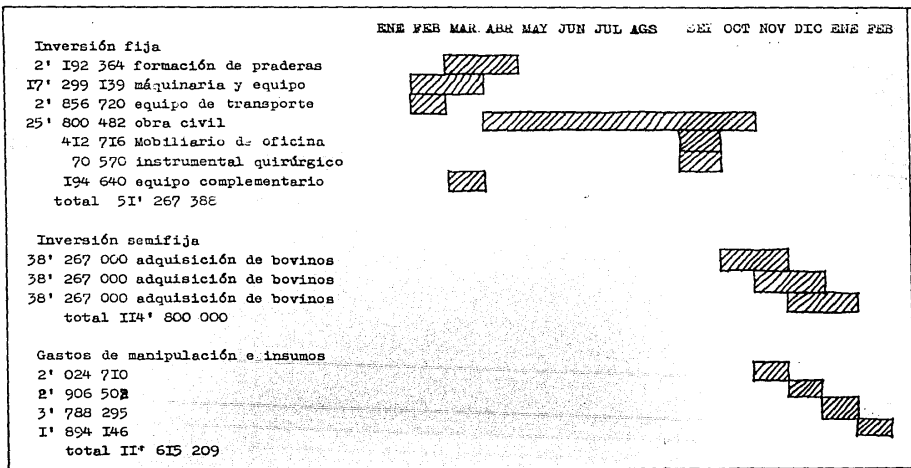 ENE FEB MAR ABR MAY JUN JUL AGS SET OCT NOV DIC ENE FEB
Inversión fija
2' I92 364 formación de praderas
I7' 299 I39 máquinaria y equipo
2' 856 720 equipo de transporte
25' 800 482 obra civil
4I2 7I6 Mobiliario de oficina
70 570 instrumental quirúrgico
I94 640 equipo complementario
total 5I' 267 388
Inversión semifija
38' 267 000 adquisición de bovinos
38' 267 000 adquisición de bovinos
38' 267 000 adquisición de bovinos
total II4' 800 000
Gastos de manipulación e insumos
2' 024 7I0
2' 906 502
3' 788 295
I' 894 I46
total II' 6I5 209